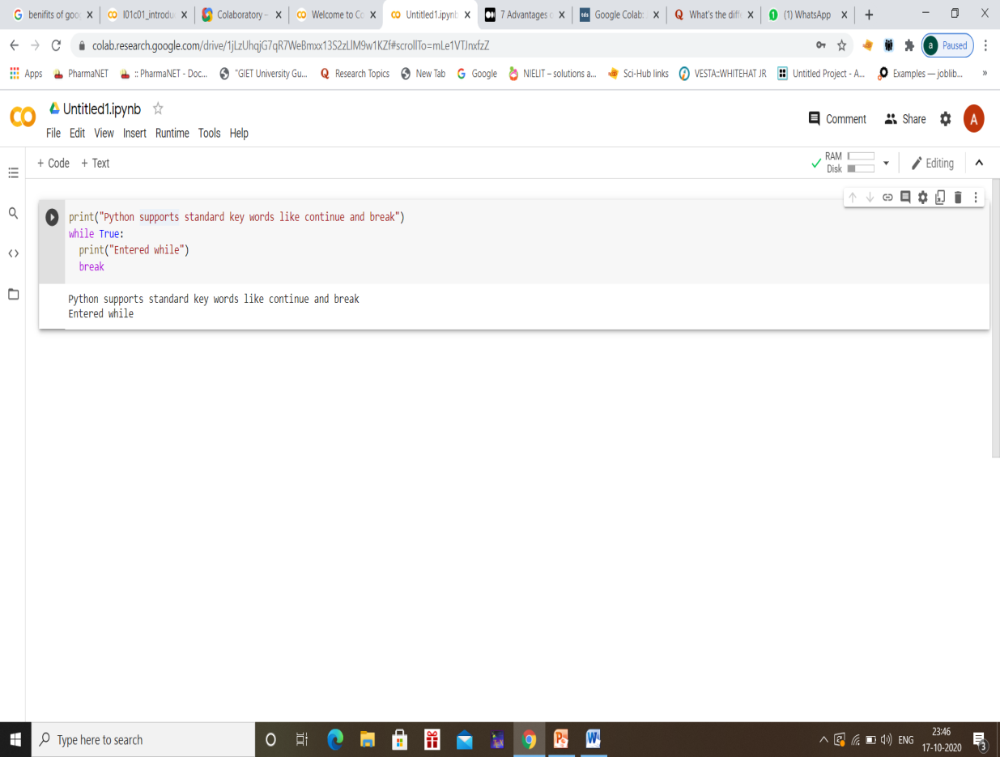 benifits of goo
l01c01_introdu
Colaboratory –
Welcome to Co
Untitled1.ipynb
7 Advantages o
Google Colab:
What's the diff
(1) WhatsApp
colab.research.google.com/drive/1jLzUhqjG7qR7WeBmxx13S2zLlM9w1KZf#scrollTo=mLe1VTJnxfzZ
a Paused
Apps
PharmaNET
:: PharmaNET - Doc...
"GIET University Gu...
Research Topics
New Tab
Google
NIELIT – solutions a...
Sci-Hub links
VESTA::WHITEHAT JR
Untitled Project - A...
Examples — joblib...
»
Untitled1.ipynb
File Edit View Insert Runtime Tools Help
Comment
Share
A
+ Code + Text
RAM
Disk
Editing
print("Python supports standard key words like continue and break")
while True:
  print("Entered while")
  break
Python supports standard key words like continue and break
Entered while
Type here to search
ENG
23:46
17-10-2020
3